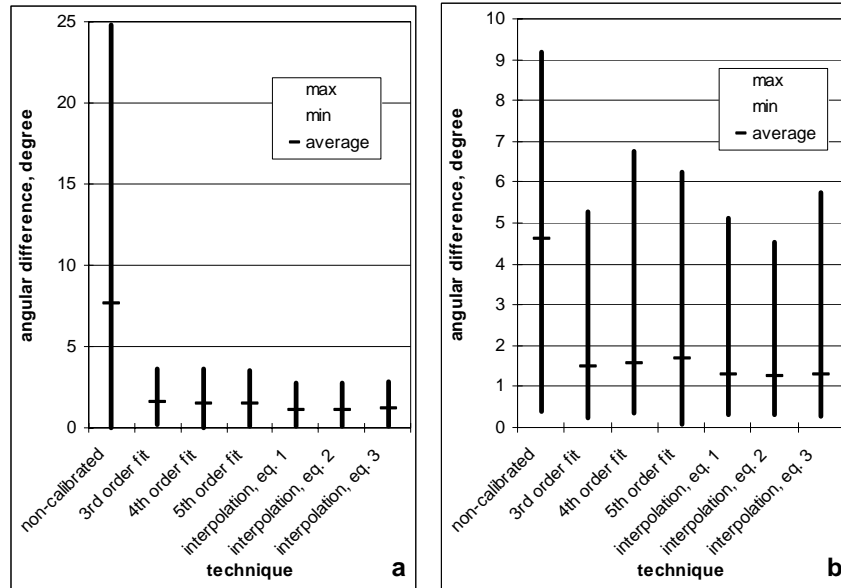 25
20
15
10
5
0
angular difference, degree
max
min
average
non-calibrated
3rd order fit
4th order fit
5th order fit
interpolation, eq. 1
interpolation, eq. 2
interpolation, eq. 3
technique
a
10
9
8
7
6
5
4
3
2
1
0
angular difference, degree
max
min
average
non-calibrated
3rd order fit
4th order fit
5th order fit
interpolation, eq. 1
interpolation, eq. 2
interpolation, eq. 3
technique
b